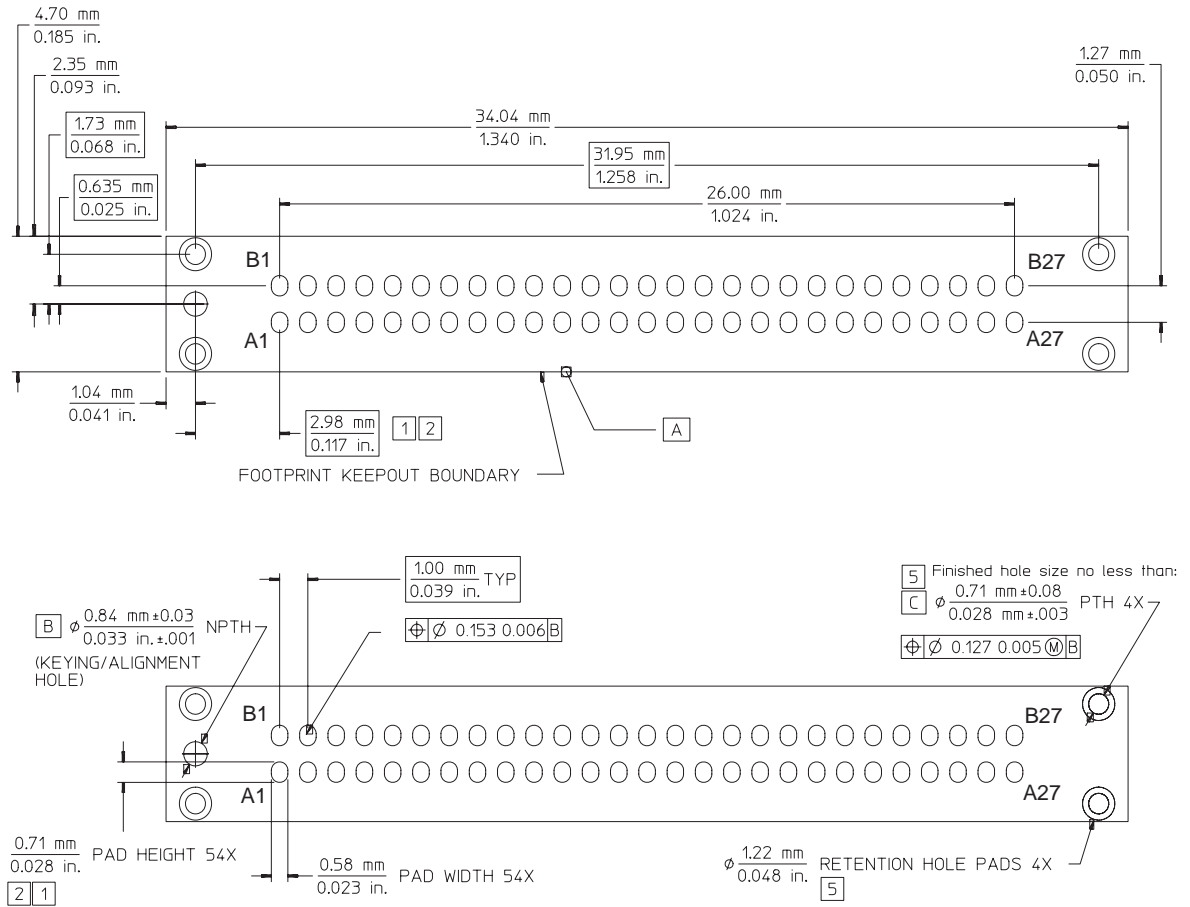 4.70 mm
0.185 in.
2.35 mm
0.093 in.
1.73 mm
0.068 in.
0.635 mm
0.025 in.
34.04 mm
1.340 in.
31.95 mm
1.258 in.
26.00 mm
1.024 in.
1.27 mm
0.050 in.
B1
B27
A1
A27
1.04 mm
0.041 in.
2.98 mm
0.117 in.
1 2
A
FOOTPRINT KEEPOUT BOUNDARY
1.00 mm
0.039 in.
TYP
⌖ Ø 0.153 0.006 B
B ø 0.84 mm±0.03
0.033 in.±.001
NPTH
(KEYING/ALIGNMENT
HOLE)
5 Finished hole size no less than:
C ø 0.71 mm±0.08
0.028 mm±.003
PTH 4X
⌖ Ø 0.127 0.005 Ⓜ B
B1
B27
A1
A27
0.71 mm
0.028 in.
PAD HEIGHT 54X
2 1
0.58 mm
0.023 in.
PAD WIDTH 54X
ø 1.22 mm
0.048 in.
RETENTION HOLE PADS 4X
5